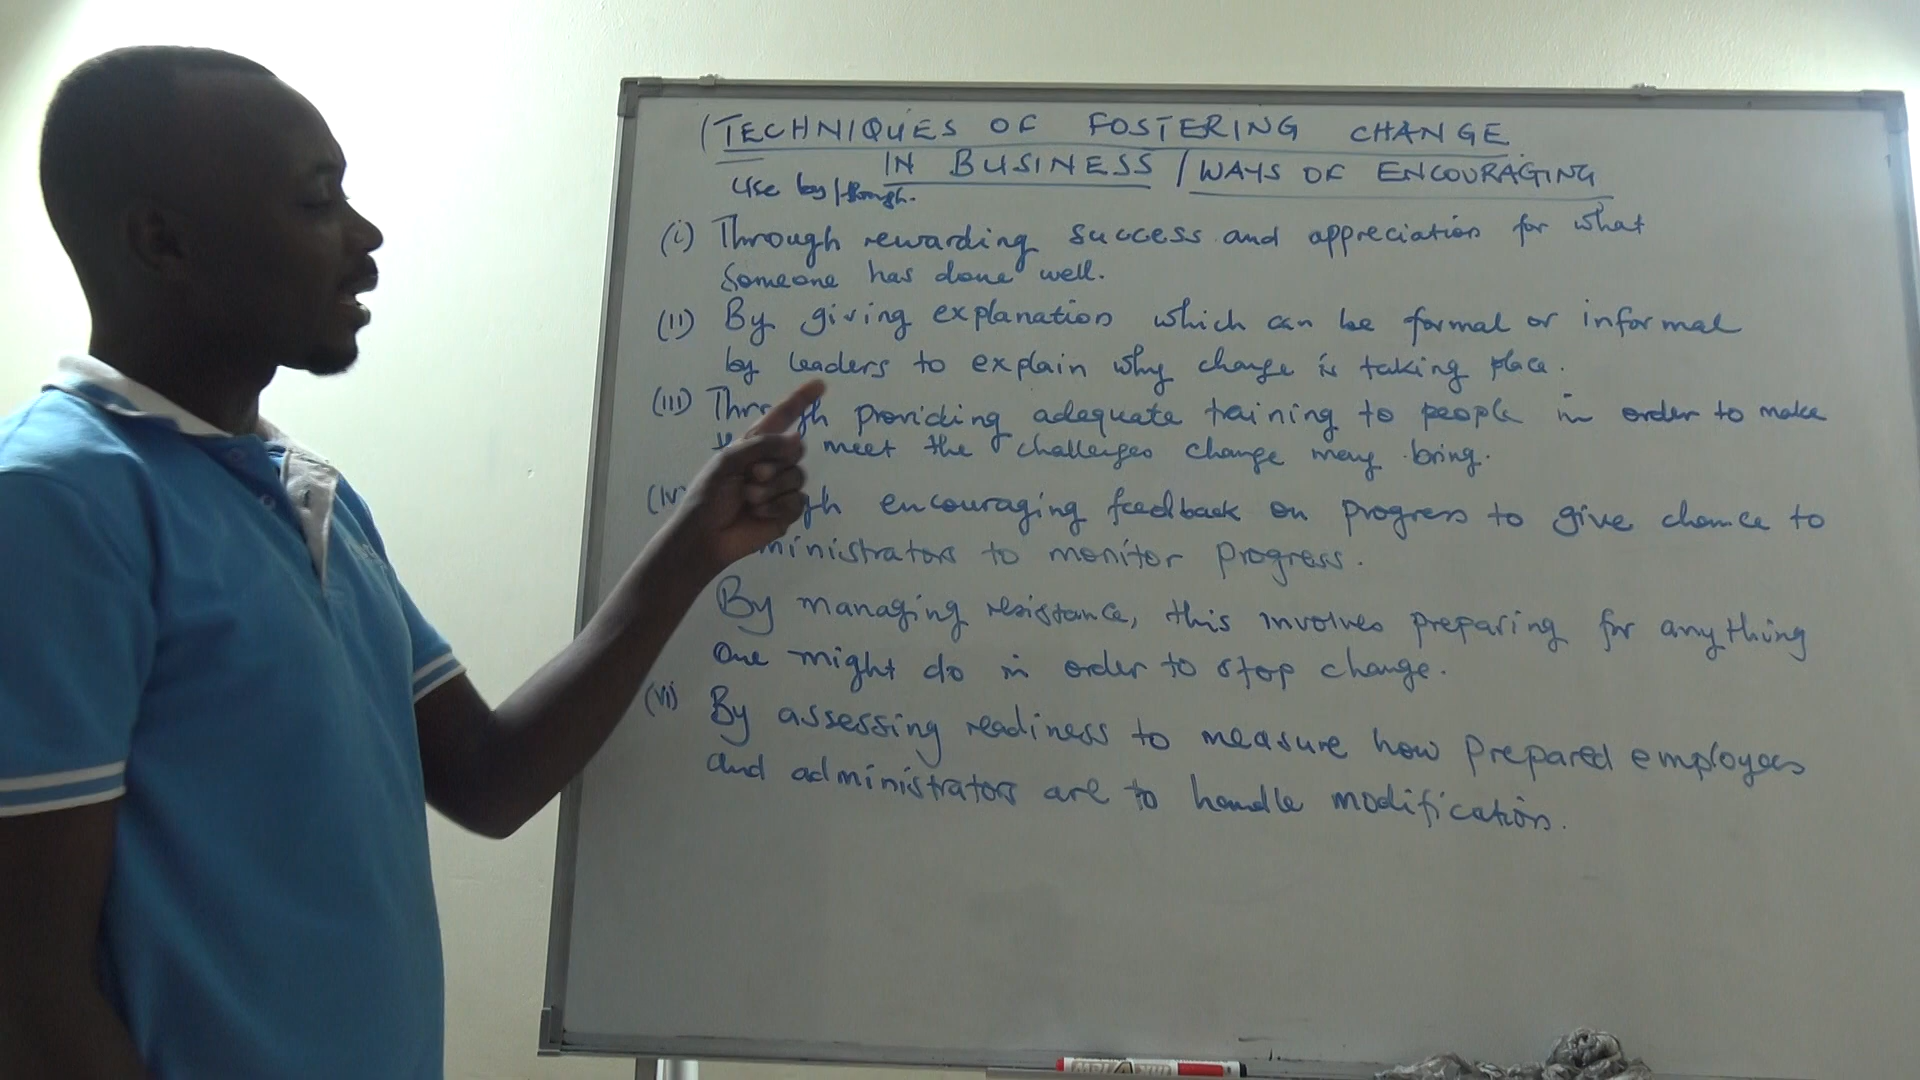 TECHNIQUES OF FOSTERING CHANGE
IN BUSINESS / WAYS OF ENCOURAGING
Use by/through.
(i) Through rewarding success and appreciation for what
someone has done well.
(ii) By giving explanation which can be formal or informal
by leaders to explain why change is taking place.
(iii) Through providing adequate training to people in order to make
meet the challenges change may bring.
(iv) encouraging feedback on progress to give chance to
administrators to monitor progress.
By managing resistance, this involves preparing for anything
one might do in order to stop change.
(vi) By assessing readiness to measure how prepared employees
and administrators are to handle modification.